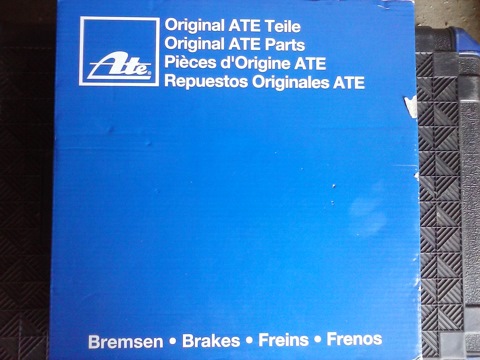 Ate®
Original ATE Teile
Original ATE Parts
Pièces d'Origine ATE
Repuestos Originales ATE
Bremsen • Brakes • Freins • Frenos